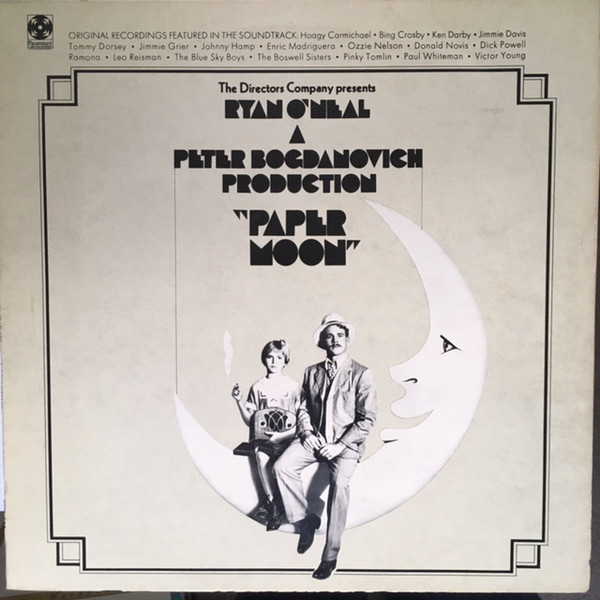 Paramount
ORIGINAL RECORDINGS FEATURED IN THE SOUNDTRACK: Hoagy Carmichael • Bing Crosby • Ken Darby • Jimmie Davis
Tommy Dorsey • Jimmie Grier • Johnny Hamp • Enric Madriguera • Ozzie Nelson • Donald Novis • Dick Powell
Ramona • Leo Reisman • The Blue Sky Boys • The Boswell Sisters • Pinky Tomlin • Paul Whiteman • Victor Young
The Directors Company presents
RYAN O'NEAL
A
PETER BOGDANOVICH
PRODUCTION
"PAPER
MOON"